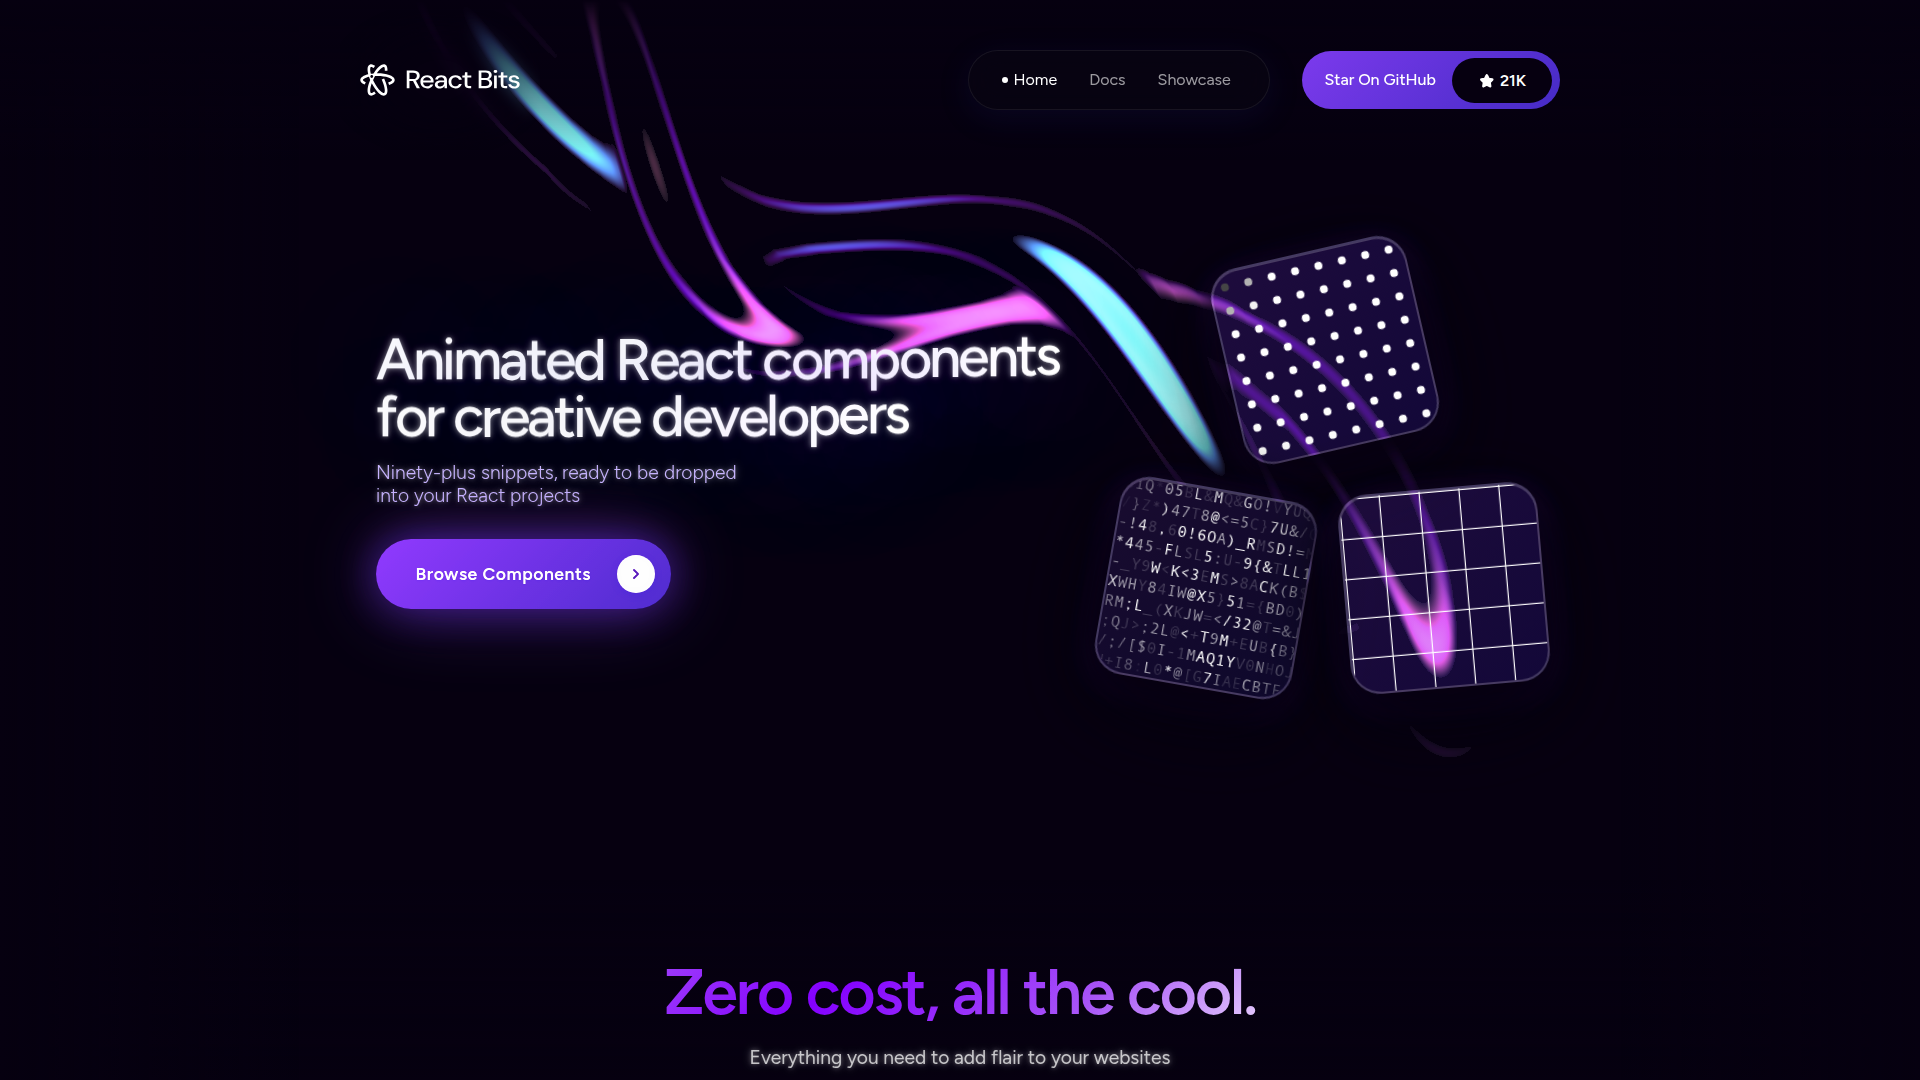 React Bits
Home
Docs
Showcase
Star On GitHub
21K
Animated React components
for creative developers
Ninety-plus snippets, ready to be dropped
into your React projects
Browse Components
Zero cost, all the cool.
Everything you need to add flair to your websites